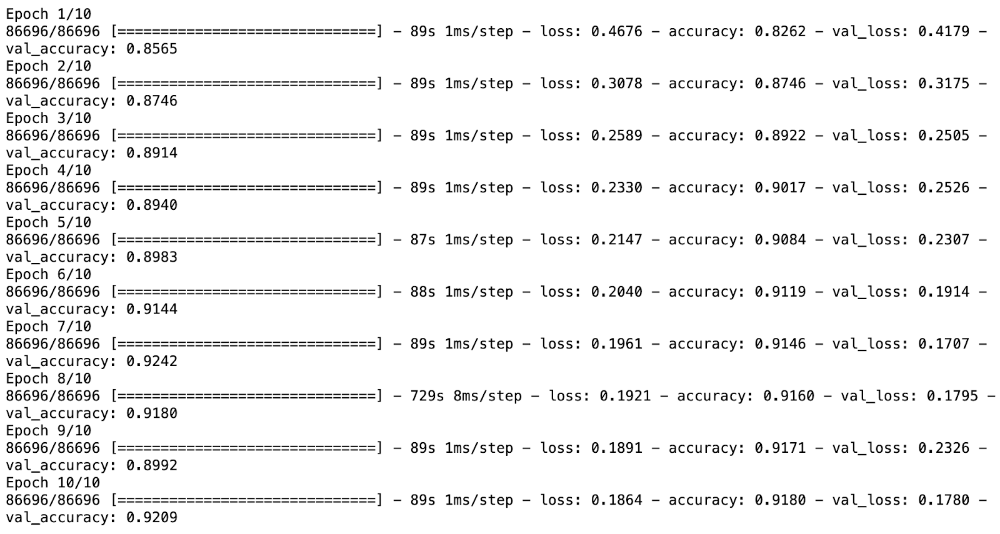 Epoch 1/10
86696/86696 [==============================] - 89s 1ms/step - loss: 0.4676 - accuracy: 0.8262 - val_loss: 0.4179 -
val_accuracy: 0.8565
Epoch 2/10
86696/86696 [==============================] - 89s 1ms/step - loss: 0.3078 - accuracy: 0.8746 - val_loss: 0.3175 -
val_accuracy: 0.8746
Epoch 3/10
86696/86696 [==============================] - 89s 1ms/step - loss: 0.2589 - accuracy: 0.8922 - val_loss: 0.2505 -
val_accuracy: 0.8914
Epoch 4/10
86696/86696 [==============================] - 89s 1ms/step - loss: 0.2330 - accuracy: 0.9017 - val_loss: 0.2526 -
val_accuracy: 0.8940
Epoch 5/10
86696/86696 [==============================] - 87s 1ms/step - loss: 0.2147 - accuracy: 0.9084 - val_loss: 0.2307 -
val_accuracy: 0.8983
Epoch 6/10
86696/86696 [==============================] - 88s 1ms/step - loss: 0.2040 - accuracy: 0.9119 - val_loss: 0.1914 -
val_accuracy: 0.9144
Epoch 7/10
86696/86696 [==============================] - 89s 1ms/step - loss: 0.1961 - accuracy: 0.9146 - val_loss: 0.1707 -
val_accuracy: 0.9242
Epoch 8/10
86696/86696 [==============================] - 729s 8ms/step - loss: 0.1921 - accuracy: 0.9160 - val_loss: 0.1795 -
val_accuracy: 0.9180
Epoch 9/10
86696/86696 [==============================] - 89s 1ms/step - loss: 0.1891 - accuracy: 0.9171 - val_loss: 0.2326 -
val_accuracy: 0.8992
Epoch 10/10
86696/86696 [==============================] - 89s 1ms/step - loss: 0.1864 - accuracy: 0.9180 - val_loss: 0.1780 -
val_accuracy: 0.9209